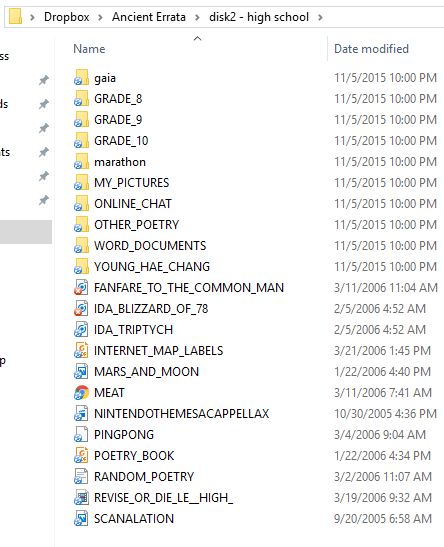 Dropbox > Ancient Errata > disk2 - high school >
Name Date modified
ss
gaia 11/5/2015 10:00 PM
GRADE_8 11/5/2015 10:00 PM
ds
GRADE_9 11/5/2015 10:00 PM
GRADE_10 11/5/2015 10:00 PM
nts
marathon 11/5/2015 10:00 PM
MY_PICTURES 11/5/2015 10:00 PM
ONLINE_CHAT 11/5/2015 10:00 PM
OTHER_POETRY 11/5/2015 10:00 PM
WORD_DOCUMENTS 11/5/2015 10:00 PM
YOUNG_HAE_CHANG 11/5/2015 10:00 PM
FANFARE_TO_THE_COMMON_MAN 3/11/2006 11:04 AM
IDA_BLIZZARD_OF_78 2/5/2006 4:52 AM
IDA_TRIPTYCH 2/5/2006 4:52 AM
INTERNET_MAP_LABELS 3/21/2006 1:45 PM
p
MARS_AND_MOON 1/22/2006 4:40 PM
MEAT 3/11/2006 7:41 AM
NINTENDOTHEMESACAPPELLAX 10/30/2005 4:36 PM
PINGPONG 3/4/2006 9:04 AM
POETRY_BOOK 1/22/2006 4:34 PM
RANDOM_POETRY 3/2/2006 11:07 AM
REVISE_OR_DIE_LE__HIGH_ 3/19/2006 9:32 AM
SCANALATION 9/20/2005 6:58 AM